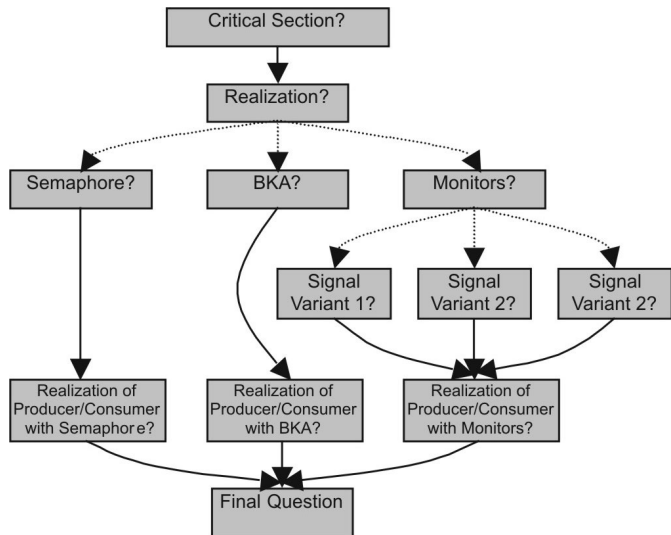 Critical Section?
Realization?
Semaphore?
BKA?
Monitors?
Signal
Variant 1?
Signal
Variant 2?
Signal
Variant 2?
Realization of
Producer/Consumer
with Semaphore?
Realization of
Producer/Consumer
with BKA?
Realization of
Producer/Consumer
with Monitors?
Final Question